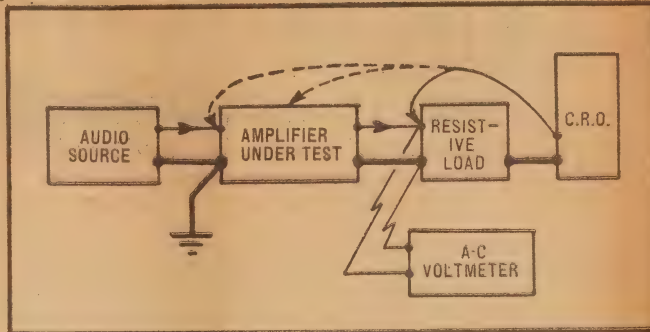 AUDIO
SOURCE
AMPLIFIER
UNDER TEST
RESIST-
IVE
LOAD
C.R.O.
A-C
VOLTMETER